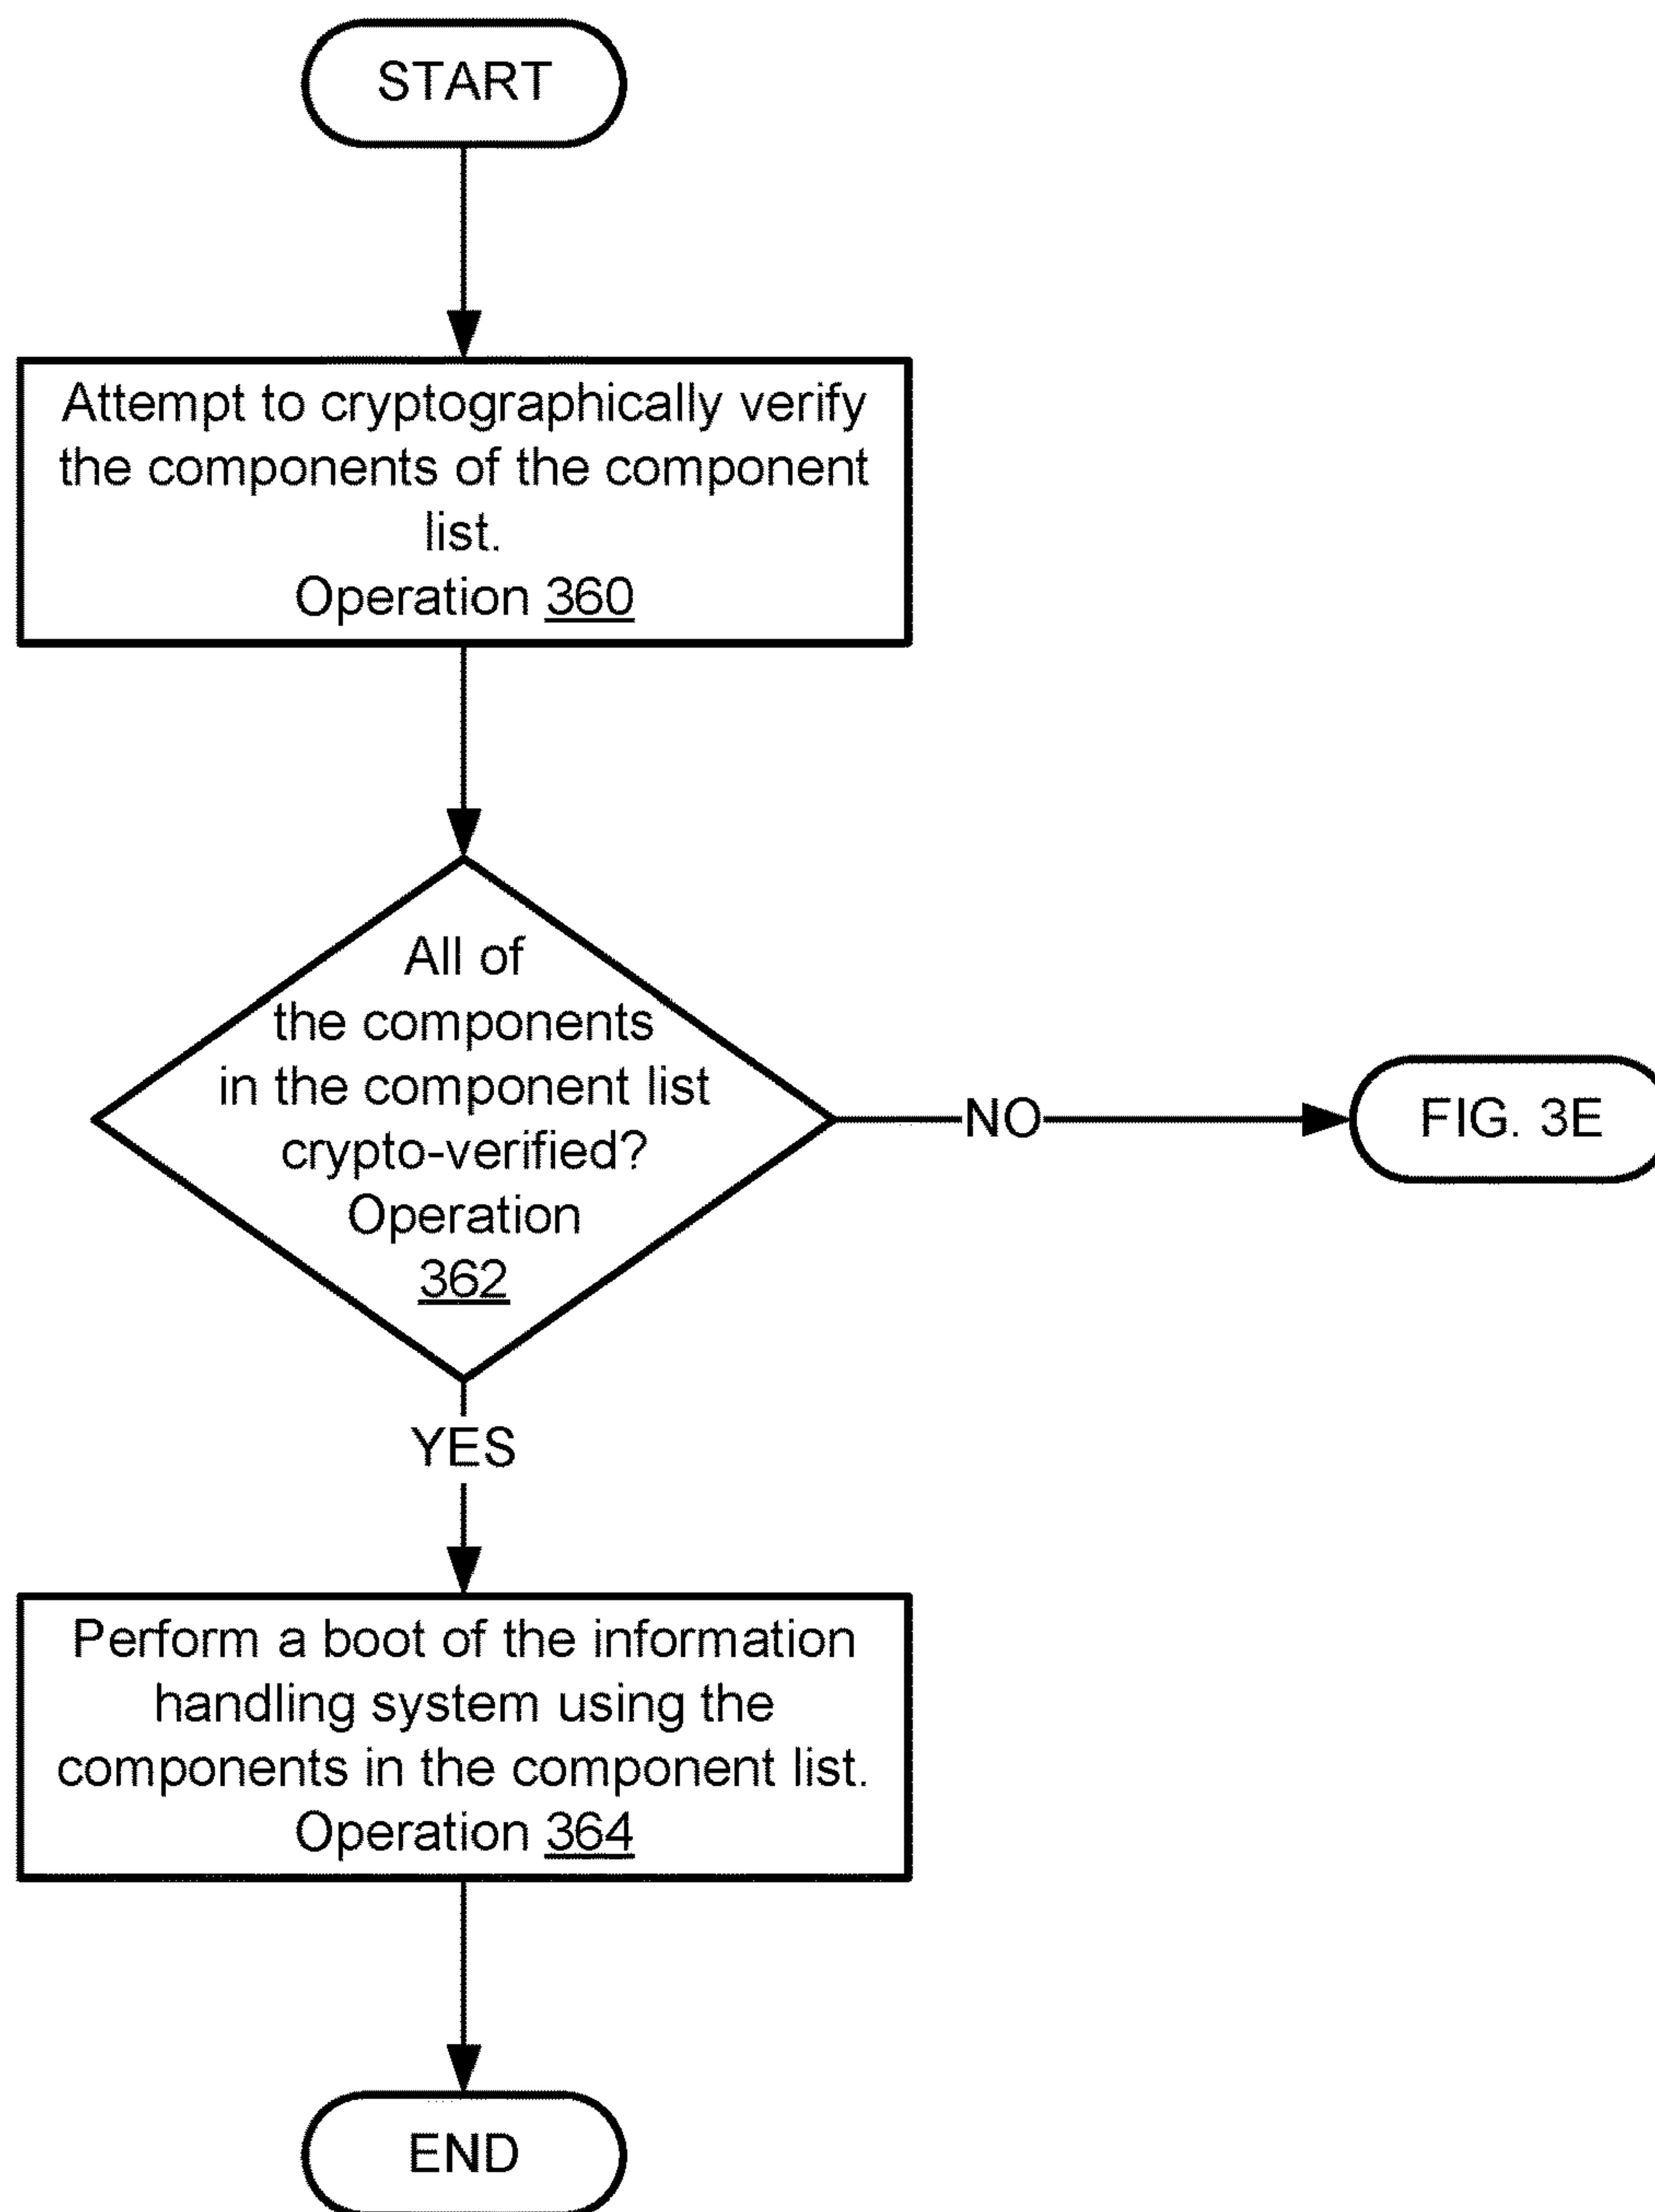 START
Attempt to cryptographically verify
the components of the component
list.
Operation 360
All of
the components
in the component list
crypto-verified?
Operation
362
NO
FIG. 3E
YES
Perform a boot of the information
handling system using the
components in the component list.
Operation 364
END